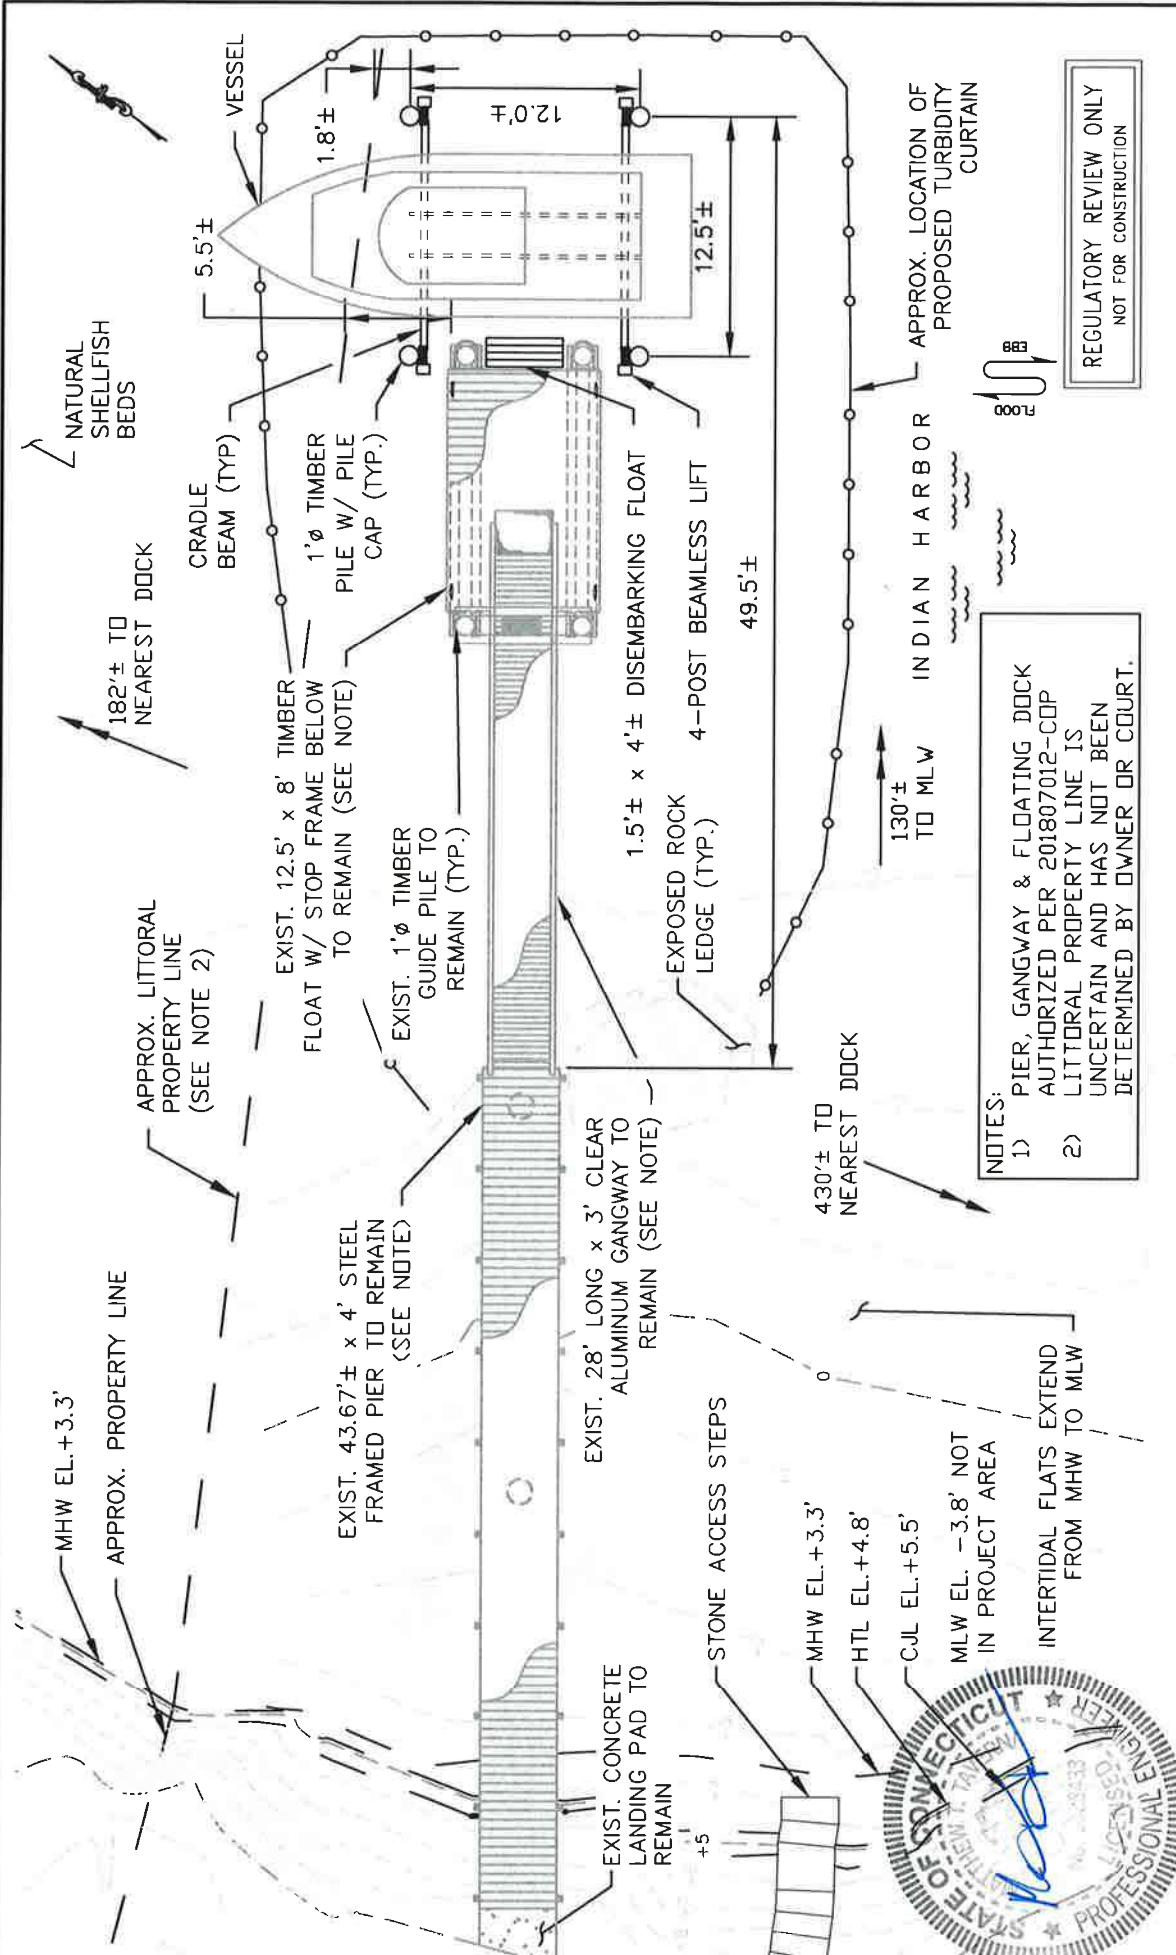 MHW EL.+3.3'
APPROX. PROPERTY LINE
APPROX. LITTORAL
PROPERTY LINE
(SEE NOTE 2)
182'± TO
NEAREST DOCK
NATURAL
SHELLFISH
BEDS
VESSEL
5.5'±
1.8'±
12.0'±
12.5'±
CRADLE
BEAM (TYP)
1'ø TIMBER
PILE W/ PILE
CAP (TYP.)
EXIST. 12.5' x 8' TIMBER
FLOAT W/ STOP FRAME BELOW
TO REMAIN (SEE NOTE)
EXIST. 1'ø TIMBER
GUIDE PILE TO
REMAIN (TYP.)
EXIST. 43.67'± x 4' STEEL
FRAMED PIER TO REMAIN
(SEE NOTE)
EXIST. 28' LONG x 3' CLEAR
ALUMINUM GANGWAY TO
REMAIN (SEE NOTE)
1.5'± x 4'± DISEMBARKING FLOAT
4-POST BEAMLESS LIFT
49.5'±
EXPOSED ROCK
LEDGE (TYP.)
EXIST. CONCRETE
LANDING PAD TO
REMAIN
+5
STONE ACCESS STEPS
0
MHW EL.+3.3'
HTL EL.+4.8'
CJL EL.+5.5'
MLW EL. -3.8' NOT
IN PROJECT AREA
INTERTIDAL FLATS EXTEND
FROM MHW TO MLW
430'± TO
NEAREST DOCK
130'±
TO MLW
INDIAN HARBOR
APPROX. LOCATION OF
PROPOSED TURBIDITY
CURTAIN
FLOOD
EBB
NOTES:
1) PIER, GANGWAY & FLOATING DOCK
AUTHORIZED PER 201807012-COP
2) LITTORAL PROPERTY LINE IS
UNCERTAIN AND HAS NOT BEEN
DETERMINED BY OWNER OR COURT.
REGULATORY REVIEW ONLY
NOT FOR CONSTRUCTION
STATE OF CONNECTICUT
LICENSED
PROFESSIONAL ENGINEER